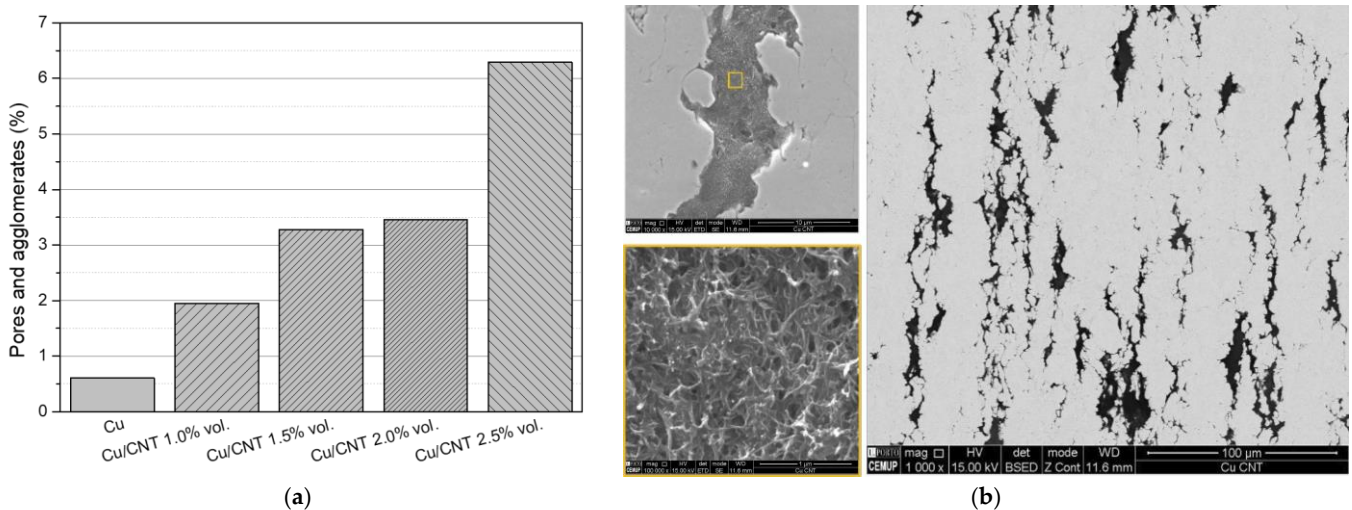 7
6
5
4
3
2
1
0
Pores and agglomerates (%)
Cu
Cu/CNT 1.0% vol.
Cu/CNT 1.5% vol.
Cu/CNT 2.0% vol.
Cu/CNT 2.5% vol.
(a)
U.PORTO mag HV det mode WD 10 µm
CEMUP 10 000 x 15.00 kV ETD SE 11.6 mm Cu CNT
U.PORTO mag HV det mode WD 1 µm
CEMUP 100 000 x 15.00 kV ETD SE 11.6 mm Cu CNT
U.PORTO mag HV det mode WD 100 µm
CEMUP 1 000 x 15.00 kV BSED Z Cont 11.6 mm Cu CNT
(b)